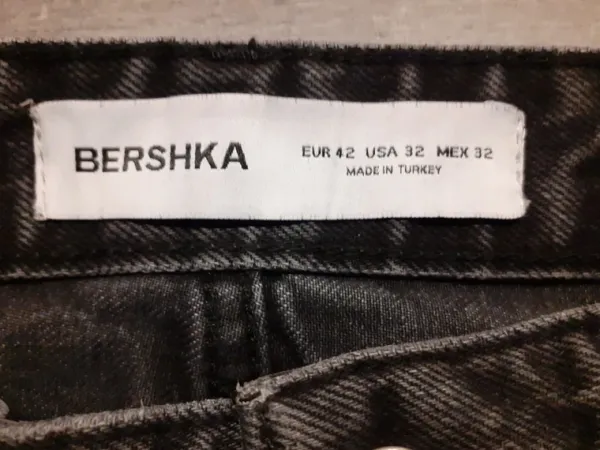 BERSHKA
EUR 42 USA 32 MEX 32
MADE IN TURKEY